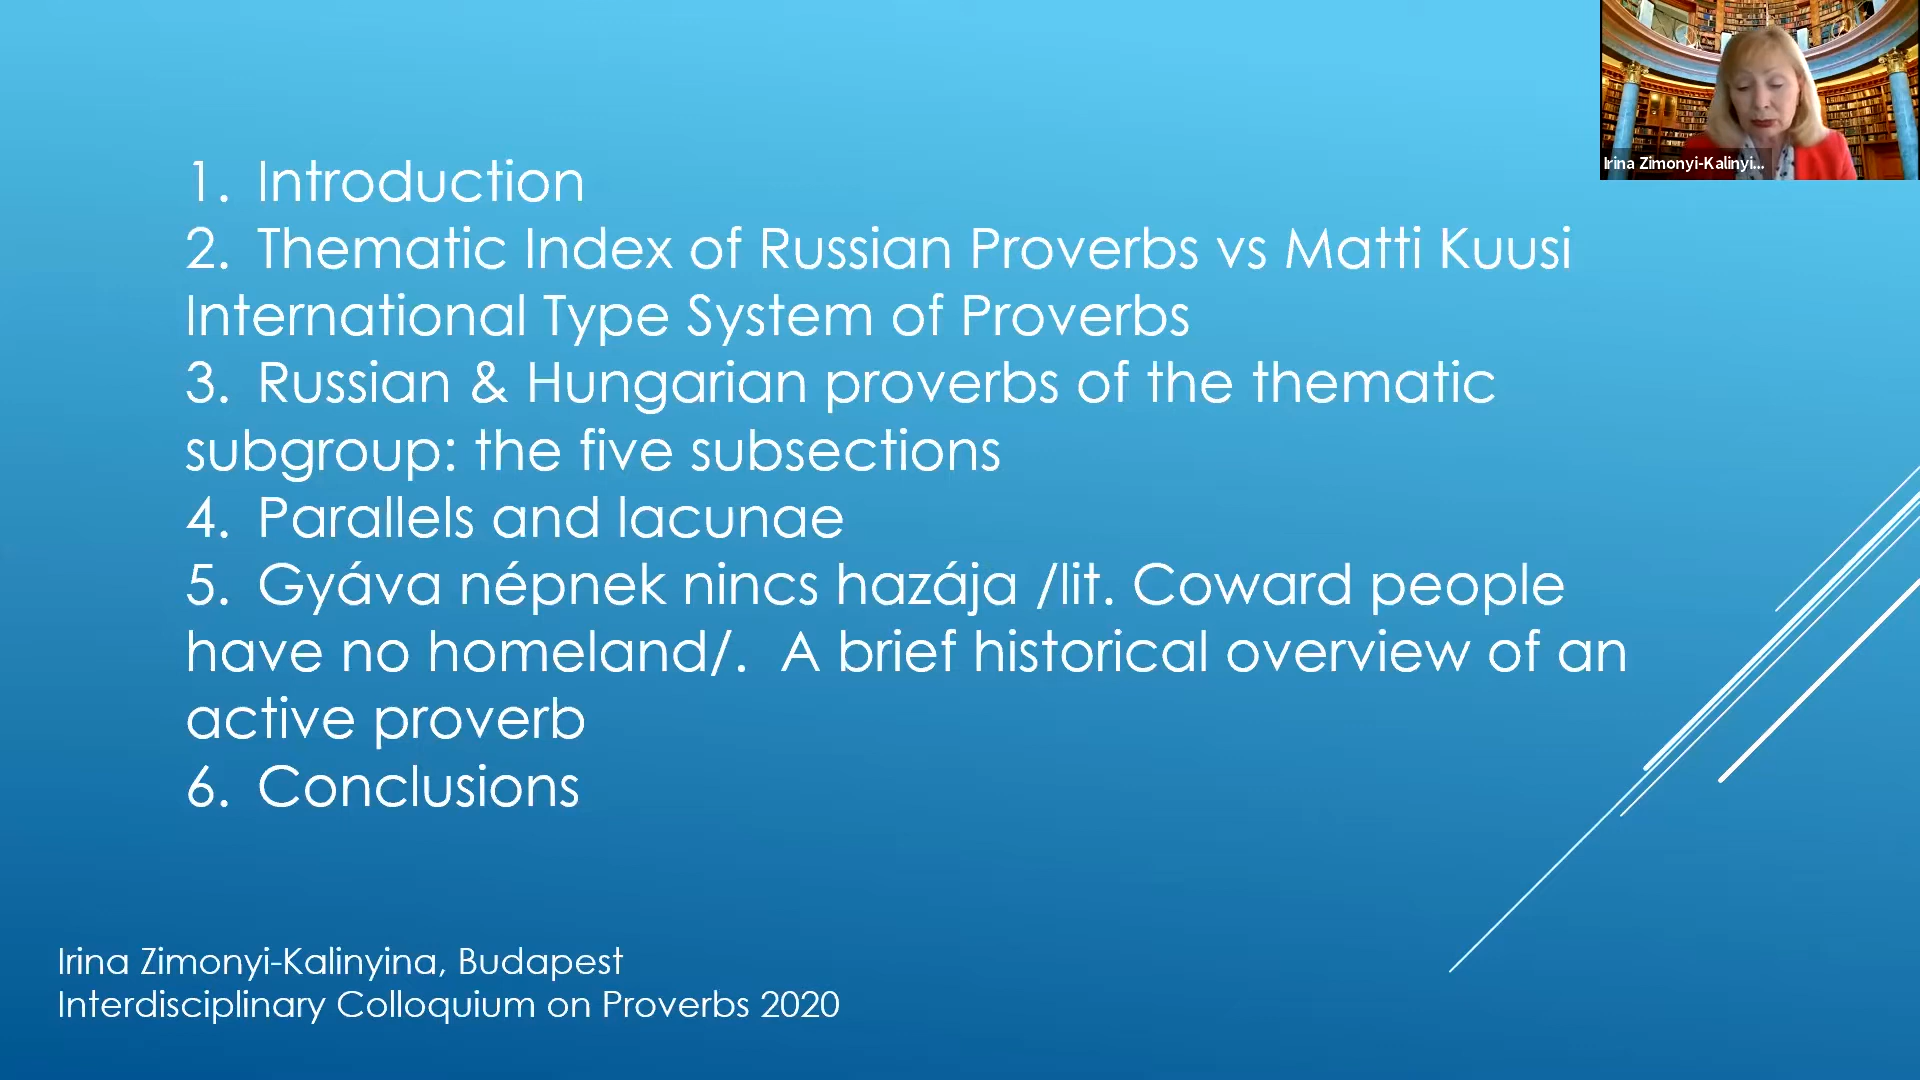 Irina Zimonyi-Kalinyi...
1. Introduction
2. Thematic Index of Russian Proverbs vs Matti Kuusi
International Type System of Proverbs
3. Russian & Hungarian proverbs of the thematic
subgroup: the five subsections
4. Parallels and lacunae
5. Gyáva népnek nincs hazája /lit. Coward people
have no homeland/. A brief historical overview of an
active proverb
6. Conclusions
Irina Zimonyi-Kalinyina, Budapest
Interdisciplinary Colloquium on Proverbs 2020